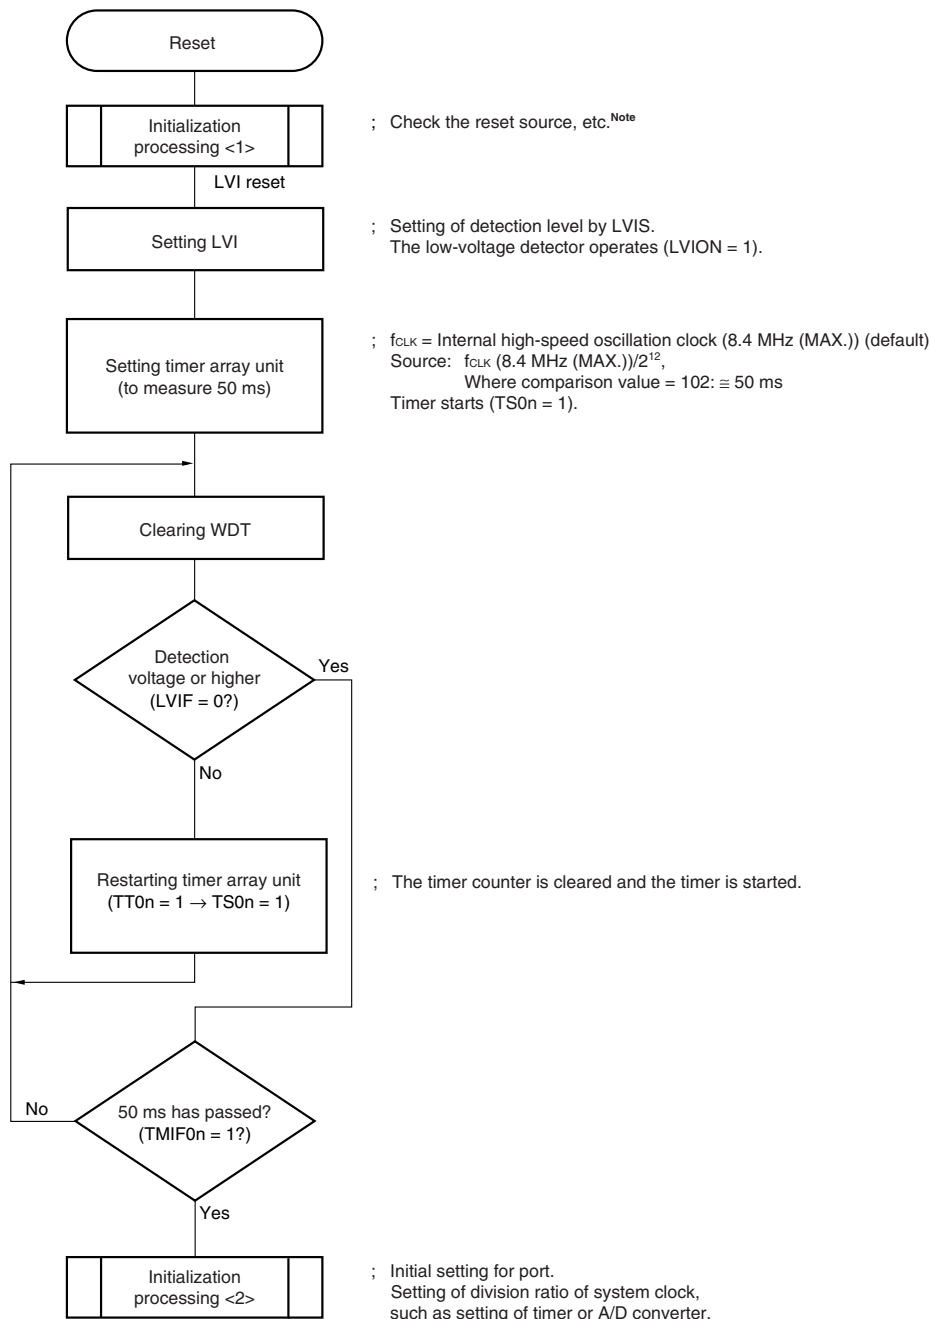 Reset
Initialization
processing <1>
; Check the reset source, etc.Note
LVI reset
Setting LVI
; Setting of detection level by LVIS.
The low-voltage detector operates (LVION = 1).
Setting timer array unit
(to measure 50 ms)
; fCLK = Internal high-speed oscillation clock (8.4 MHz (MAX.)) (default)
Source: fCLK (8.4 MHz (MAX.))/2¹²,
Where comparison value = 102: ≅ 50 ms
Timer starts (TS0n = 1).
Clearing WDT
Detection
voltage or higher
(LVIF = 0?)
Yes
No
Restarting timer array unit
(TT0n = 1 → TS0n = 1)
; The timer counter is cleared and the timer is started.
No
50 ms has passed?
(TMIF0n = 1?)
Yes
Initialization
processing <2>
; Initial setting for port.
Setting of division ratio of system clock,
such as setting of timer or A/D converter.